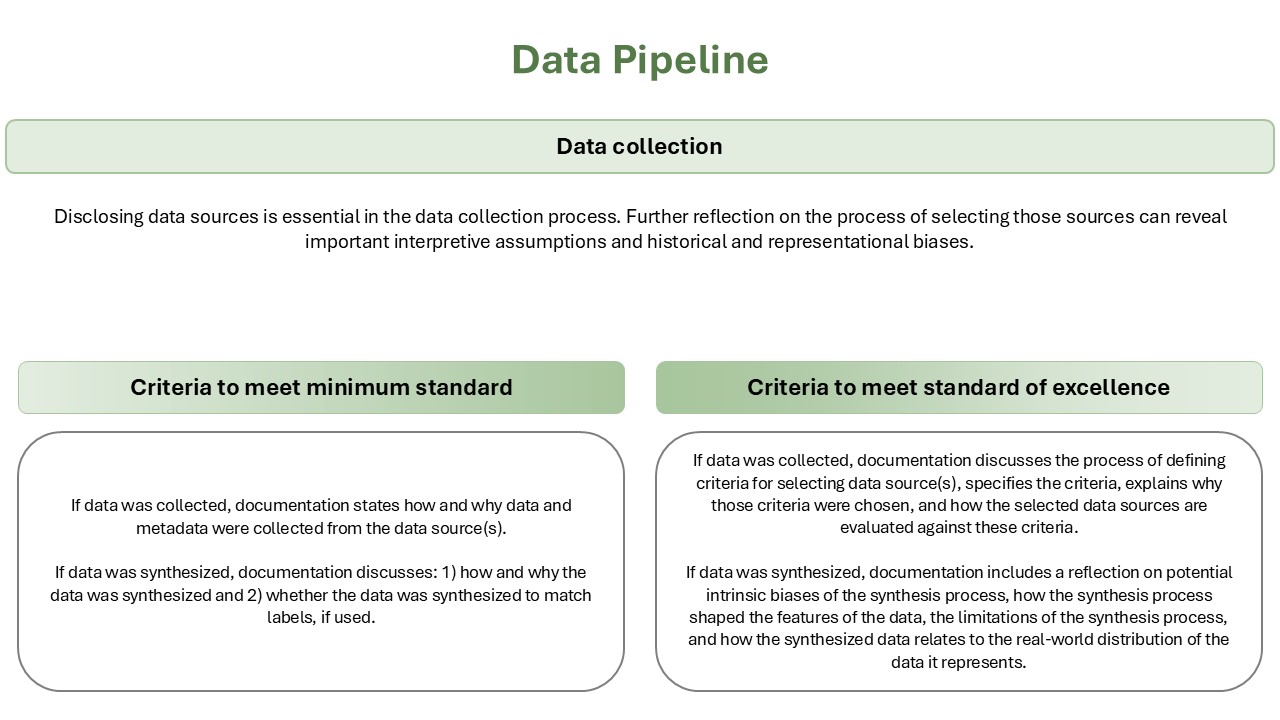 Data Pipeline
Data collection
Disclosing data sources is essential in the data collection process. Further reflection on the process of selecting those sources can reveal
important interpretive assumptions and historical and representational biases.
Criteria to meet minimum standard
If data was collected, documentation states how and why data and
metadata were collected from the data source(s).
If data was synthesized, documentation discusses: 1) how and why the
data was synthesized and 2) whether the data was synthesized to match
labels, if used.
Criteria to meet standard of excellence
If data was collected, documentation discusses the process of defining
criteria for selecting data source(s), specifies the criteria, explains why
those criteria were chosen, and how the selected data sources are
evaluated against these criteria.
If data was synthesized, documentation includes a reflection on potential
intrinsic biases of the synthesis process, how the synthesis process
shaped the features of the data, the limitations of the synthesis process,
and how the synthesized data relates to the real-world distribution of the
data it represents.